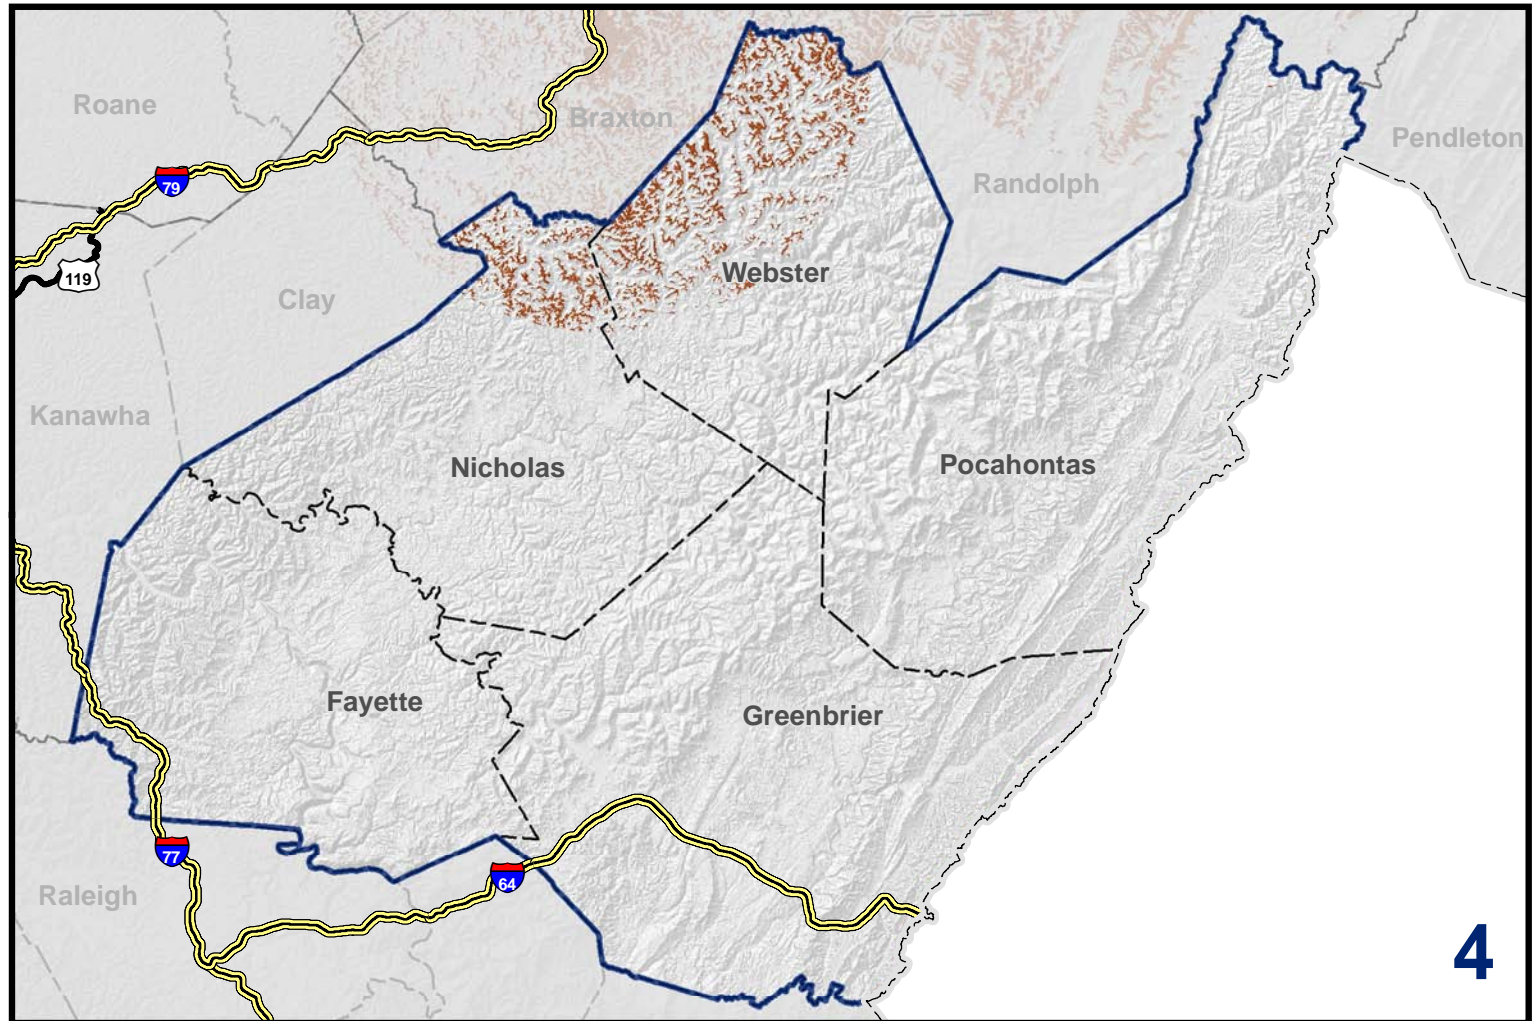 Roane
Braxton
Pendleton
79
Randolph
119
Webster
Clay
Kanawha
Nicholas
Pocahontas
Fayette
Greenbrier
77
64
Raleigh
4